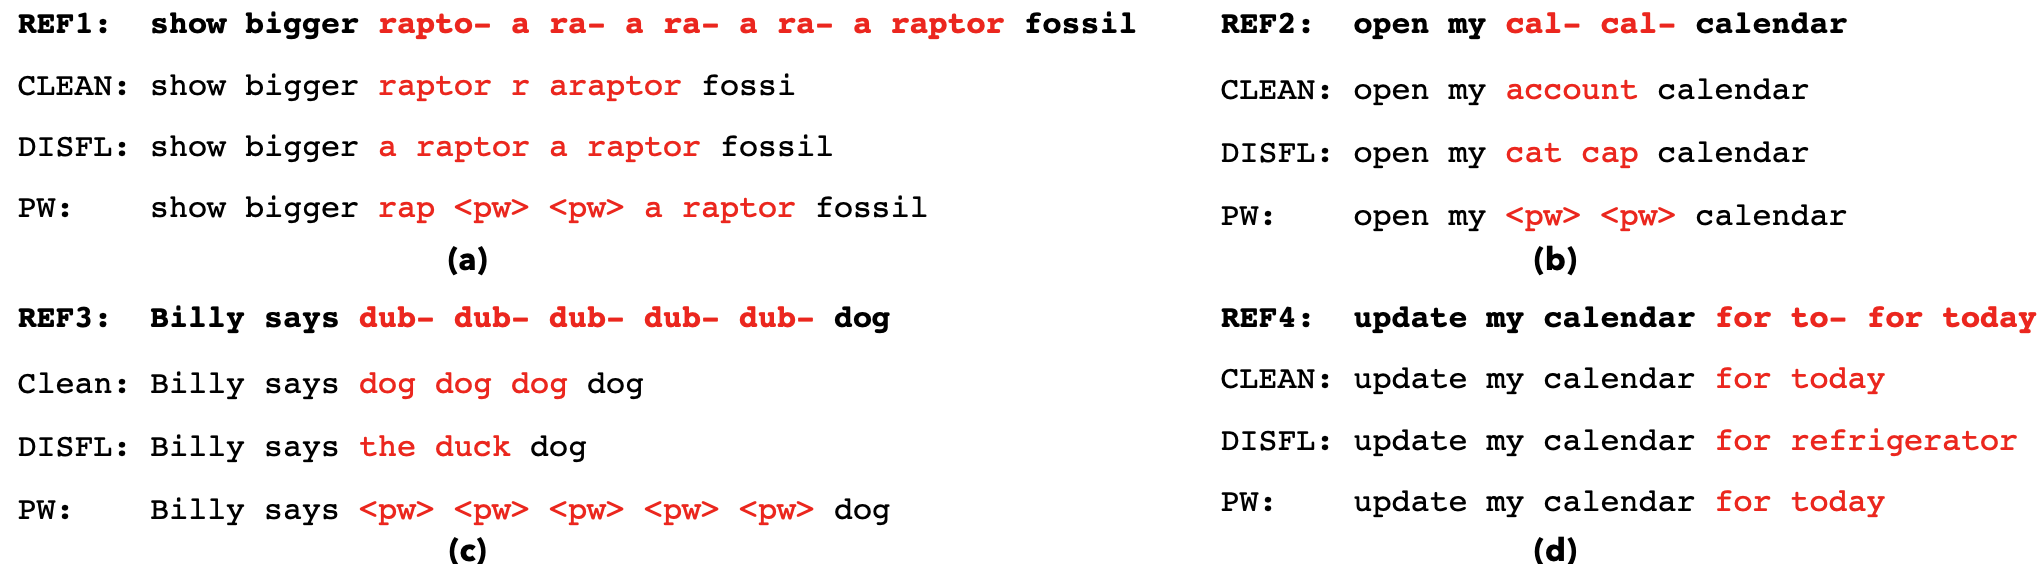 REF1: show bigger rapto- a ra- a ra- a ra- a raptor fossil
CLEAN: show bigger raptor r araptor fossi
DISFL: show bigger a raptor a raptor fossil
PW: show bigger rap <pw> <pw> a raptor fossil
(a)
REF2: open my cal- cal- calendar
CLEAN: open my account calendar
DISFL: open my cat cap calendar
PW: open my <pw> <pw> calendar
(b)
REF3: Billy says dub- dub- dub- dub- dub- dog
Clean: Billy says dog dog dog dog
DISFL: Billy says the duck dog
PW: Billy says <pw> <pw> <pw> <pw> <pw> dog
(c)
REF4: update my calendar for to- for today
CLEAN: update my calendar for today
DISFL: update my calendar for refrigerator
PW: update my calendar for today
(d)